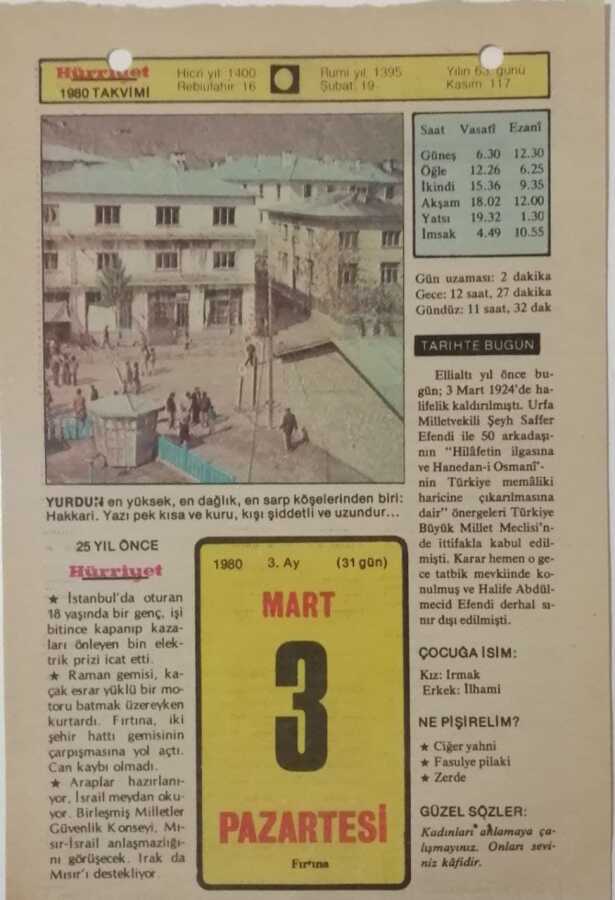 Hürriyet
1980 TAKVİMİ
Hicri yıl: 1400
Rebiulahir 16
Rumi yıl, 1395
Şubat: 19
Yılın 63. günü
Kasım: 117
Saat Vasatî Ezanî
Güneş 6.30 12.30
Öğle 12.26 6.25
İkindi 15.36 9.35
Akşam 18.02 12.00
Yatsı 19.32 1.30
İmsak 4.49 10.55
Gün uzaması: 2 dakika
Gece: 12 saat, 27 dakika
Gündüz: 11 saat, 32 dak
TARİHTE BUGÜN
Ellialtı yıl önce bu-
gün; 3 Mart 1924'de ha-
lifelik kaldırılmıştı. Urfa
Milletvekili Şeyh Saffer
Efendi ile 50 arkadaşı-
nın "Hilâfetin ilgasına
ve Hanedan-i Osmanî'-
nin Türkiye memâliki
haricine çıkarılmasına
dair" önergeleri Türkiye
Büyük Millet Meclisi'n-
de ittifakla kabul edil-
mişti. Karar hemen o ge-
ce tatbik mevkiinde ko-
nulmuş ve Halife Abdül-
mecid Efendi derhal sı-
nır dışı edilmişti.
ÇOCUĞA İSİM:
Kız: Irmak
Erkek: İlhami
NE PİŞİRELİM?
★ Ciğer yahni
★ Fasulye pilaki
★ Zerde
GÜZEL SÖZLER:
Kadınları anlamaya ça-
lışmayınız. Onları sevi-
niz kâfidir.
YURDUN en yüksek, en dağlık, en sarp köşelerinden biri:
Hakkari. Yazı pek kısa ve kuru, kışı şiddetli ve uzundur...
25 YIL ÖNCE
Hürriyet
★ İstanbul'da oturan
18 yaşında bir genç, işi
bitince kapanıp kaza-
ları önleyen bin elek-
trik prizi icat etti.
★ Raman gemisi, ka-
çak esrar yüklü bir mo-
toru batmak üzereyken
kurtardı. Fırtına, iki
şehir hattı gemisinin
çarpışmasına yol açtı.
Can kaybı olmadı.
★ Araplar hazırlanı-
yor, İsrail meydan oku-
yor. Birleşmiş Milletler
Güvenlik Konseyi, Mı-
sır-İsrail anlaşmazlığı-
nı görüşecek. Irak da
Mısır'ı destekliyor.
1980 3. Ay (31 gün)
MART
3
PAZARTESİ
Fırtına